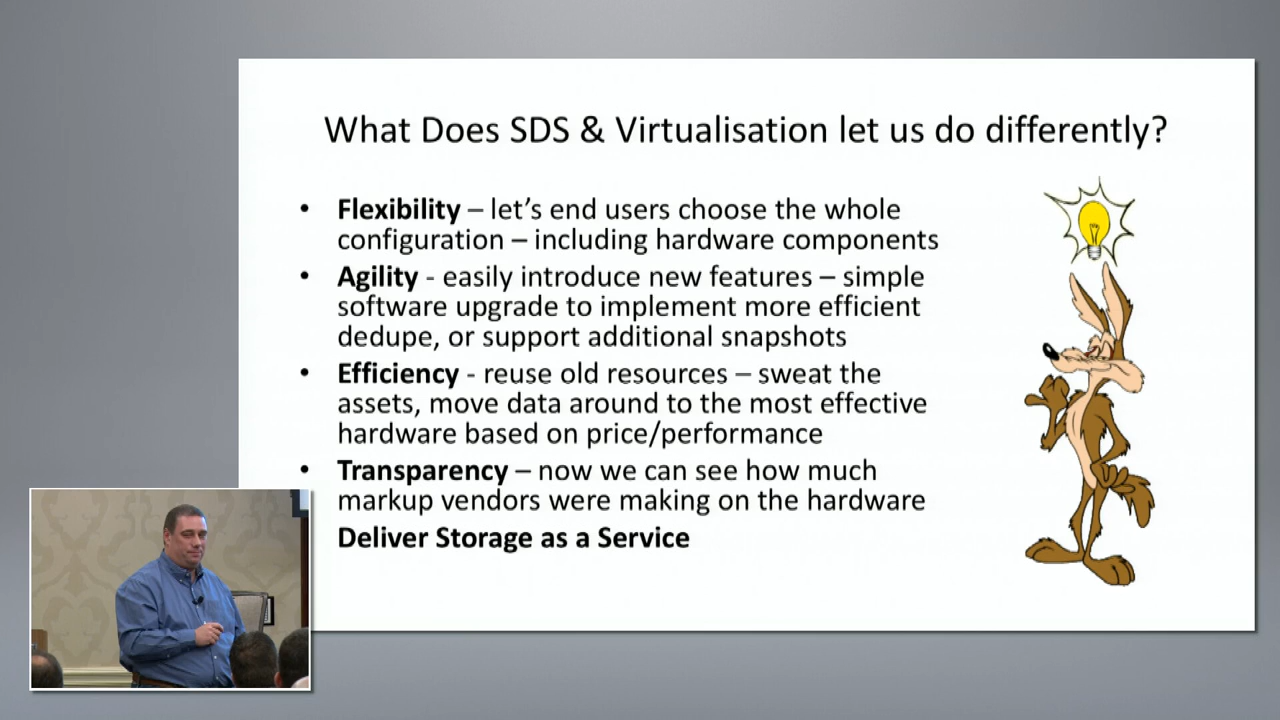 What Does SDS & Virtualisation let us do differently?
• Flexibility – let's end users choose the whole
configuration – including hardware components
• Agility - easily introduce new features – simple
software upgrade to implement more efficient
dedupe, or support additional snapshots
• Efficiency - reuse old resources – sweat the
assets, move data around to the most effective
hardware based on price/performance
• Transparency – now we can see how much
markup vendors were making on the hardware
Deliver Storage as a Service